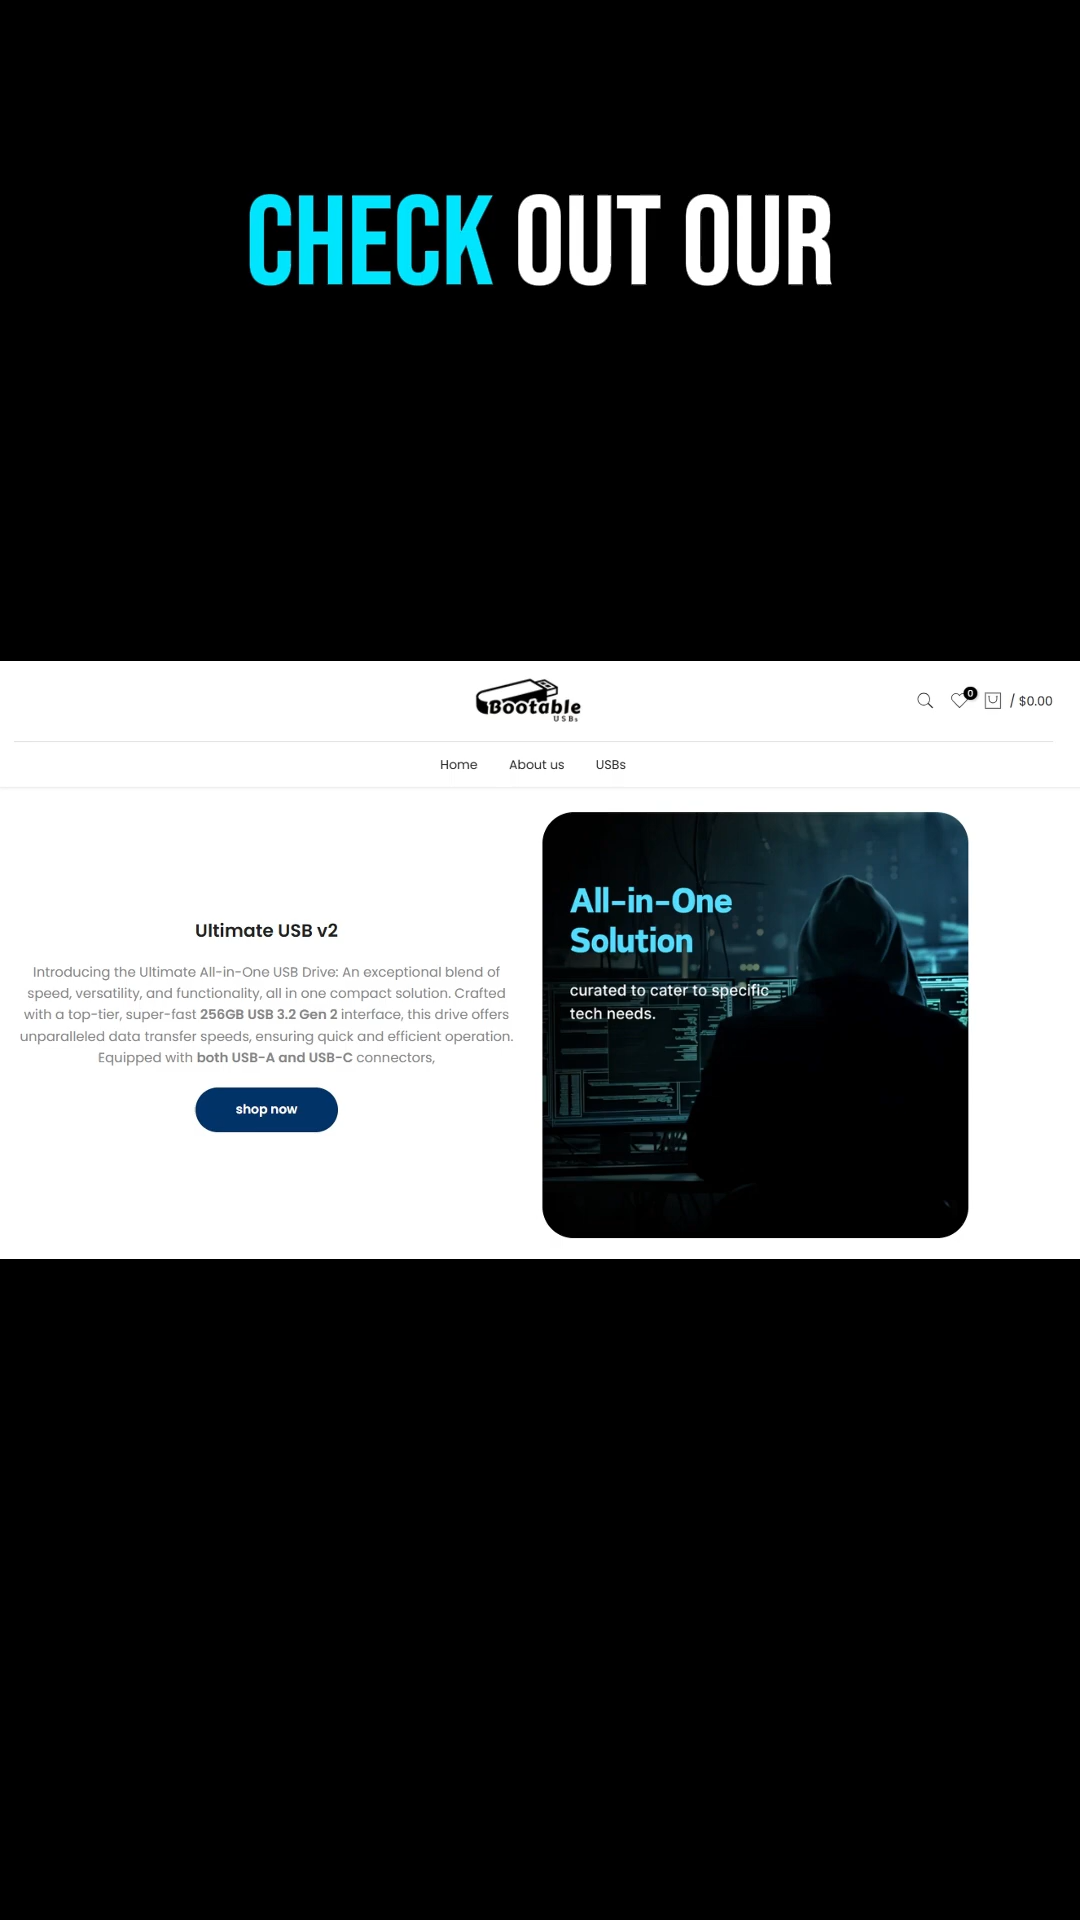 CHECK OUT OUR
Bootable
USBs
0
/ $0.00
Home About us USBs
Ultimate USB v2
Introducing the Ultimate All-in-One USB Drive: An exceptional blend of
speed, versatility, and functionality, all in one compact solution. Crafted
with a top-tier, super-fast 256GB USB 3.2 Gen 2 interface, this drive offers
unparalleled data transfer speeds, ensuring quick and efficient operation.
Equipped with both USB-A and USB-C connectors,
shop now
All-in-One
Solution
curated to cater to specific
tech needs.